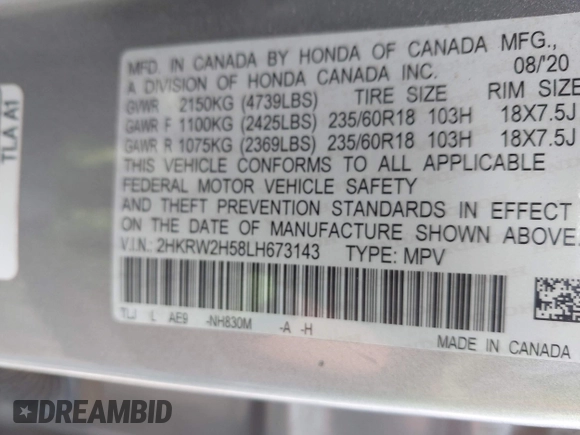 MFD. IN CANADA BY HONDA OF CANADA MFG.,
A DIVISION OF HONDA CANADA INC. 08/'20
GVWR 2150KG (4739LBS) TIRE SIZE RIM SIZE
GAWR F 1100KG (2425LBS) 235/60R18 103H 18X7.5J
GAWR R 1075KG (2369LBS) 235/60R18 103H 18X7.5J
THIS VEHICLE CONFORMS TO ALL APPLICABLE
FEDERAL MOTOR VEHICLE SAFETY
AND THEFT PREVENTION STANDARDS IN EFFECT
ON THE DATE OF MANUFACTURE SHOWN ABOVE.
V.I.N.: 2HKRW2H58LH673143 TYPE: MPV
TLJ L AE9 -NH830M -A -H
MADE IN CANADA
TLA A1
DREAMBID